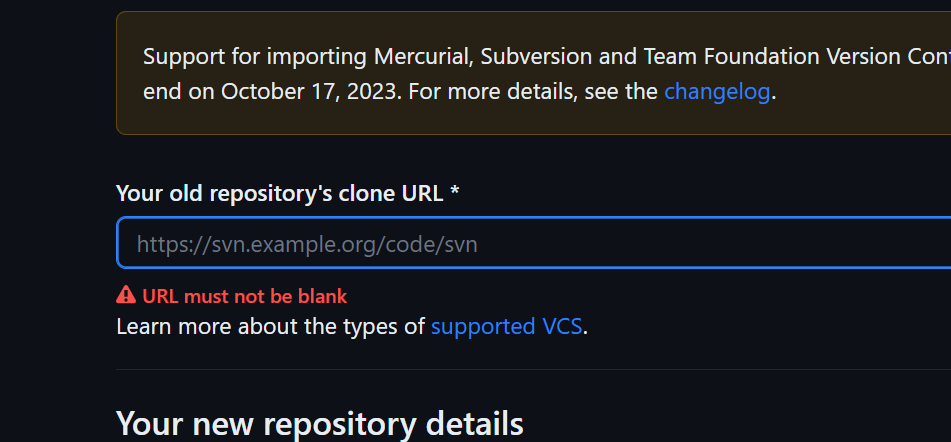 Support for importing Mercurial, Subversion and Team Foundation Version
end on October 17, 2023. For more details, see the changelog.
Your old repository's clone URL *
https://svn.example.org/code/svn
URL must not be blank
Learn more about the types of supported VCS.
Your new repository details